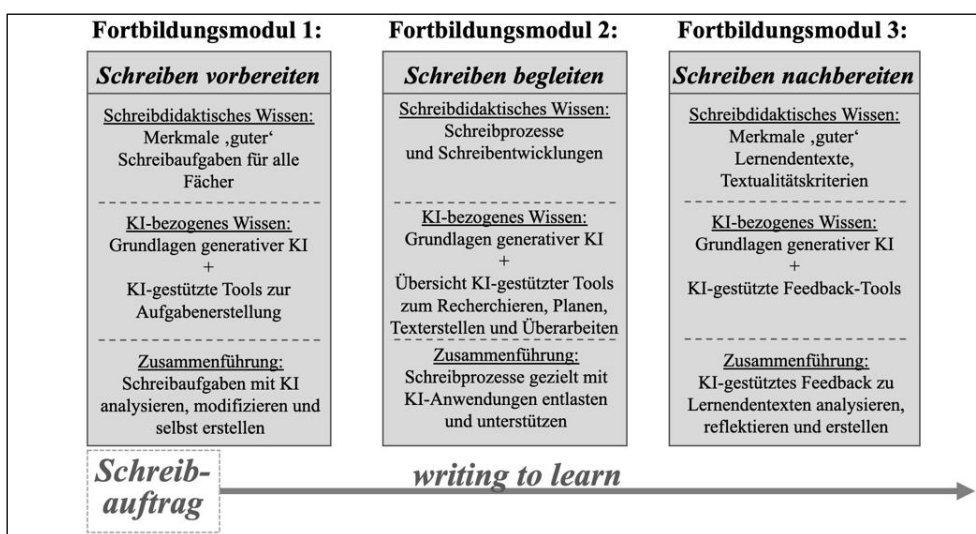 Fortbildungsmodul 1:
Schreiben vorbereiten
Schreibdidaktisches Wissen:
Merkmale ‚guter‘
Schreibaufgaben für alle
Fächer
KI-bezogenes Wissen:
Grundlagen generativer KI
+
KI-gestützte Tools zur
Aufgabenerstellung
Zusammenführung:
Schreibaufgaben mit KI
analysieren, modifizieren und
selbst erstellen
Fortbildungsmodul 2:
Schreiben begleiten
Schreibdidaktisches Wissen:
Schreibprozesse
und Schreibentwicklungen
KI-bezogenes Wissen:
Grundlagen generativer KI
+
Übersicht KI-gestützter Tools
zum Recherchieren, Planen,
Texterstellen und Überarbeiten
Zusammenführung:
Schreibprozesse gezielt mit
KI-Anwendungen entlasten
und unterstützen
Fortbildungsmodul 3:
Schreiben nachbereiten
Schreibdidaktisches Wissen:
Merkmale ‚guter‘
Lernendentexte,
Textualitätskriterien
KI-bezogenes Wissen:
Grundlagen generativer KI
+
KI-gestützte Feedback-Tools
Zusammenführung:
KI-gestütztes Feedback zu
Lernendentexten analysieren,
reflektieren und erstellen
Schreib-
auftrag
writing to learn